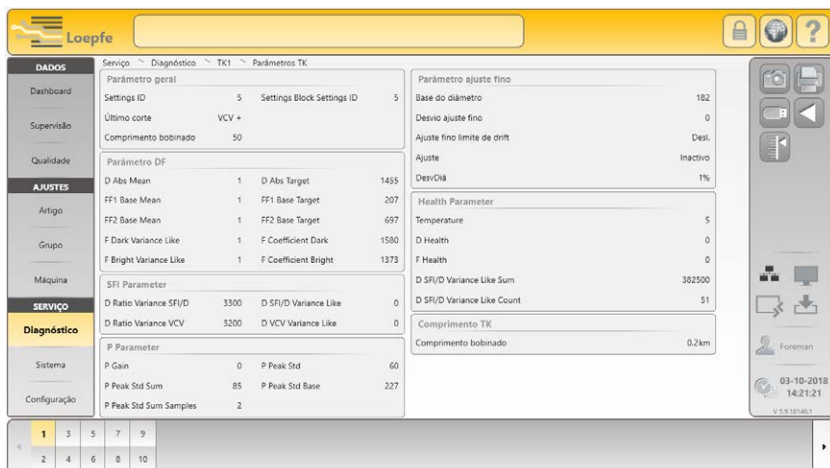 Loepfe
?
DADOS
Dashboard
Supervisão
Qualidade
AJUSTES
Artigo
Grupo
Máquina
SERVIÇO
Diagnóstico
Sistema
Configuração
Serviço Diagnóstico TK1 Parâmetros TK
Parâmetro geral
Settings ID 5 Settings Block Settings ID 5
Último corte VCV +
Comprimento bobinado 50
Parâmetro DF
D Abs Mean 1 D Abs Target 1455
FF1 Base Mean 1 FF1 Base Target 207
FF2 Base Mean 1 FF2 Base Target 697
F Dark Variance Like 1 F Coefficient Dark 1580
F Bright Variance Like 1 F Coefficient Bright 1373
SFI Parameter
D Ratio Variance SFI/D 3300 D SFI/D Variance Like 0
D Ratio Variance VCV 3200 D VCV Variance Like 0
P Parameter
P Gain 0 P Peak Std 60
P Peak Std Sum 85 P Peak Std Base 227
P Peak Std Sum Samples 2
Parâmetro ajuste fino
Base do diâmetro 182
Desvio ajuste fino 0
Ajuste fino limite de drift Desl.
Ajuste Inactivo
DesvDiá 1%
Health Parameter
Temperature 5
D Health 0
F Health 0
D SFI/D Variance Like Sum 382500
D SFI/D Variance Like Count 51
Comprimento TK
Comprimento bobinado 0.2km
Foreman
03-10-2018
14:21:21
V 5.9.18148.1
1 3 5 7 9
2 4 6 8 10